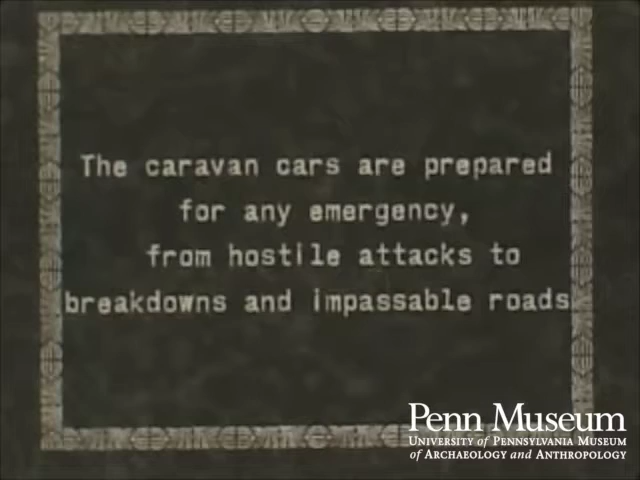 The caravan cars are prepared
for any emergency,
from hostile attacks to
breakdowns and impassable roads
Penn Museum
UNIVERSITY of PENNSYLVANIA MUSEUM
of ARCHAEOLOGY and ANTHROPOLOGY